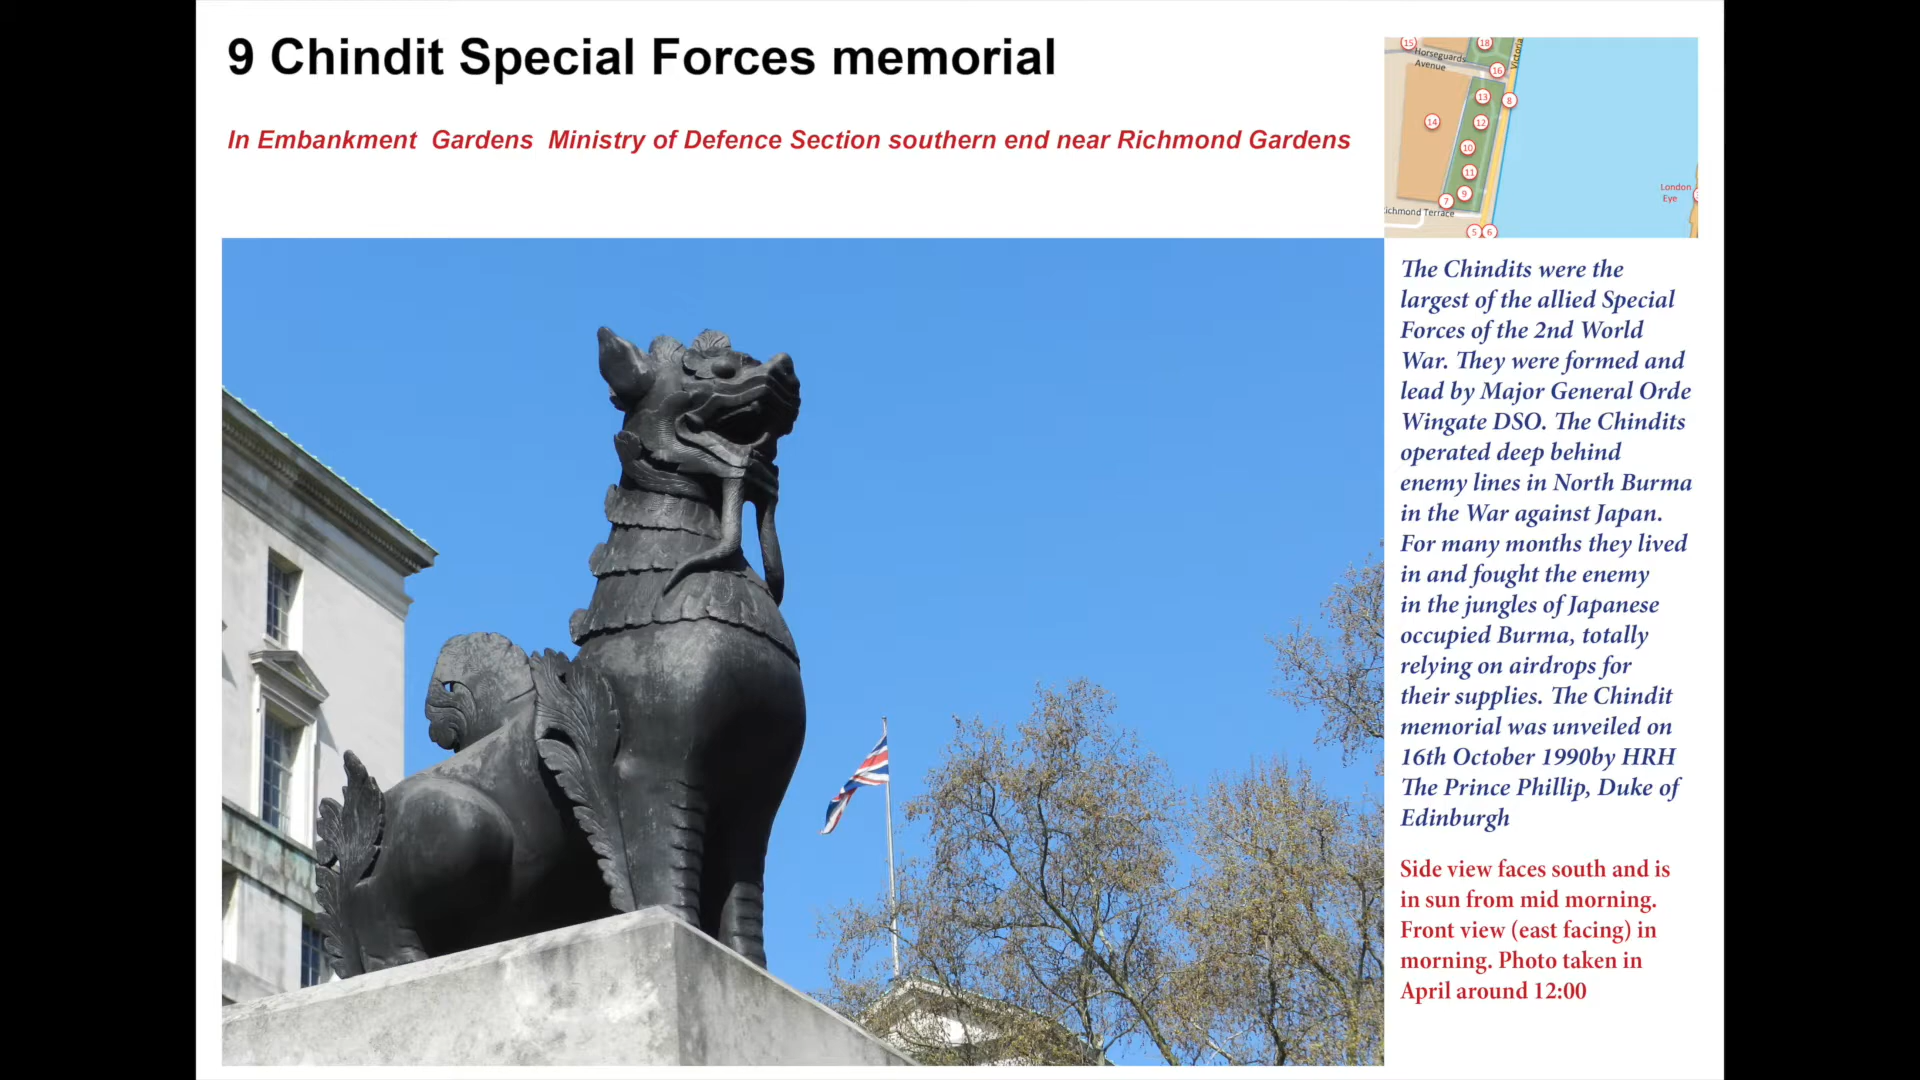 9 Chindit Special Forces memorial
In Embankment Gardens Ministry of Defence Section southern end near Richmond Gardens
15
18
Horseguards
Avenue
Victoria
16
13
8
14
12
10
11
9
7
London
Eye
ichmond Terrace
5
6
The Chindits were the
largest of the allied Special
Forces of the 2nd World
War. They were formed and
lead by Major General Orde
Wingate DSO. The Chindits
operated deep behind
enemy lines in North Burma
in the War against Japan.
For many months they lived
in and fought the enemy
in the jungles of Japanese
occupied Burma, totally
relying on airdrops for
their supplies. The Chindit
memorial was unveiled on
16th October 1990by HRH
The Prince Phillip, Duke of
Edinburgh
Side view faces south and is
in sun from mid morning.
Front view (east facing) in
morning. Photo taken in
April around 12:00